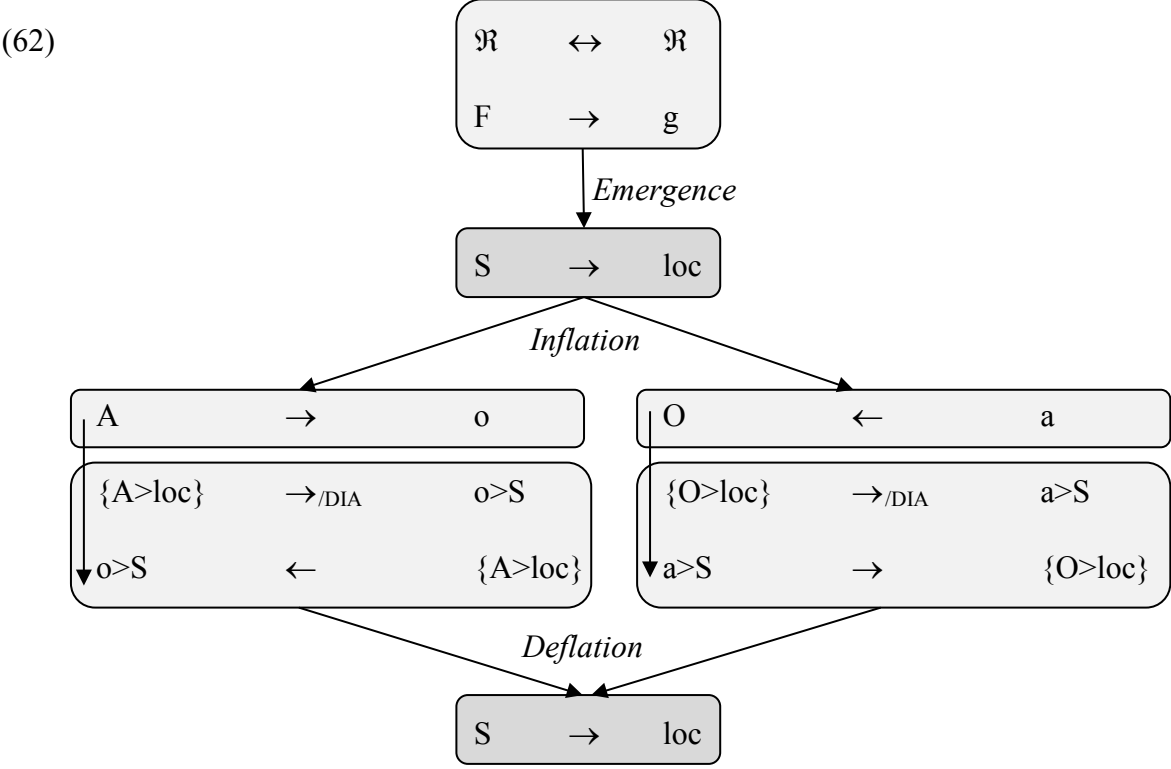 (62)
ℜ ↔ ℜ
F → g
Emergence
S → loc
Inflation
A → o
O ← a
{A>loc} →/DIA o>S
{O>loc} →/DIA a>S
o>S ← {A>loc}
a>S → {O>loc}
Deflation
S → loc